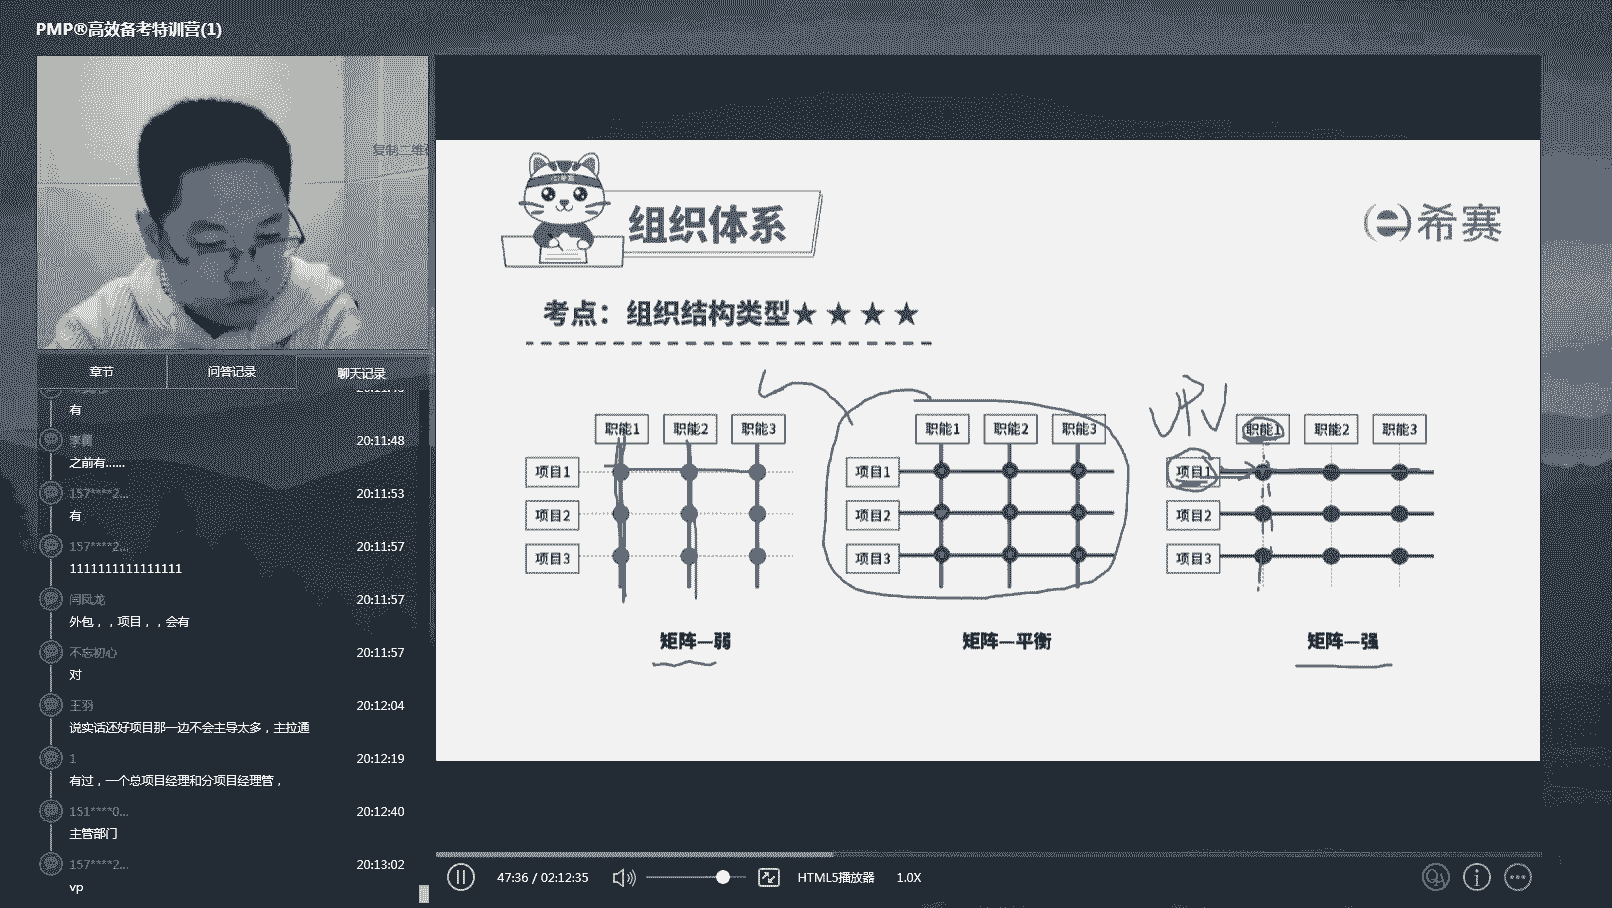 PMP®高效备考特训营(1)
复制二维
章节
问答记录
聊天记录
有
李
20:11:48
之前有……
157****2...
20:11:53
有
157****2...
20:11:57
1111111111111111
闫凤龙
20:11:57
外包，，项目，，会有
不忘初心
20:11:57
对
王羽
20:12:04
说实话还好项目那一边不会主导太多，主拉通
1
20:12:19
有过，一个总项目经理和分项目经理管，
151****0...
20:12:40
主管部门
157****2...
20:13:02
vp
组织体系
希赛
考点：组织结构类型★★★★
职能1 职能2 职能3
项目1
项目2
项目3
矩阵—弱
职能1 职能2 职能3
项目1
项目2
项目3
矩阵—平衡
职能1 职能2 职能3
项目1
项目2
项目3
矩阵—强
47:36 / 02:12:35
HTML5播放器
1.0X